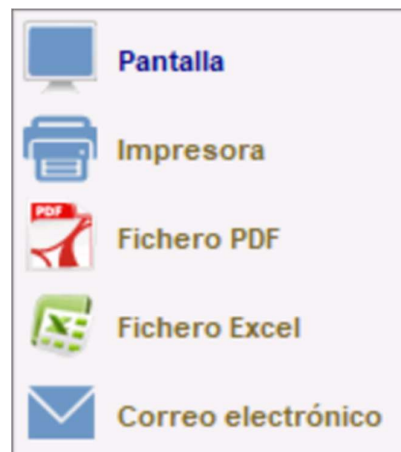 Pantalla
Impresora
PDF
Fichero PDF
Fichero Excel
Correo electrónico